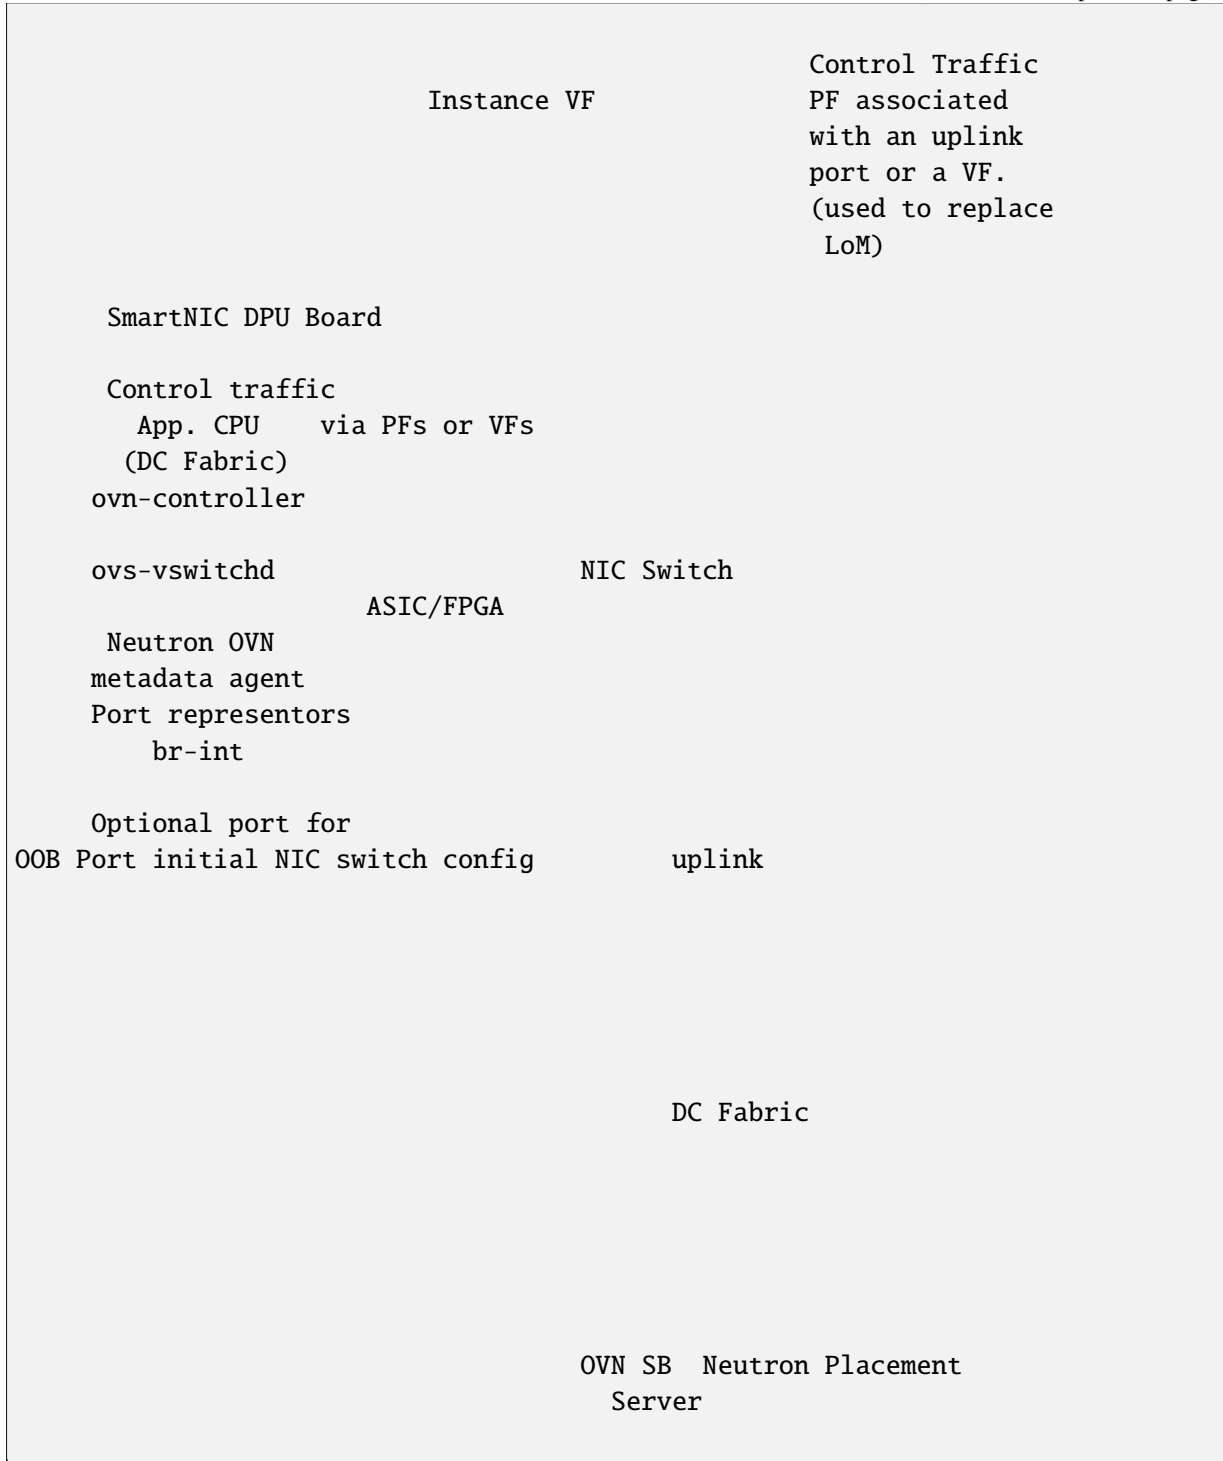 Control Traffic
Instance VF PF associated
with an uplink
port or a VF.
(used to replace
LoM)
SmartNIC DPU Board
Control traffic
App. CPU via PFs or VFs
(DC Fabric)
ovn-controller
ovs-vswitchd NIC Switch
ASIC/FPGA
Neutron OVN
metadata agent
Port representors
br-int
Optional port for
OOB Port initial NIC switch config uplink
DC Fabric
OVN SB Neutron Placement
Server